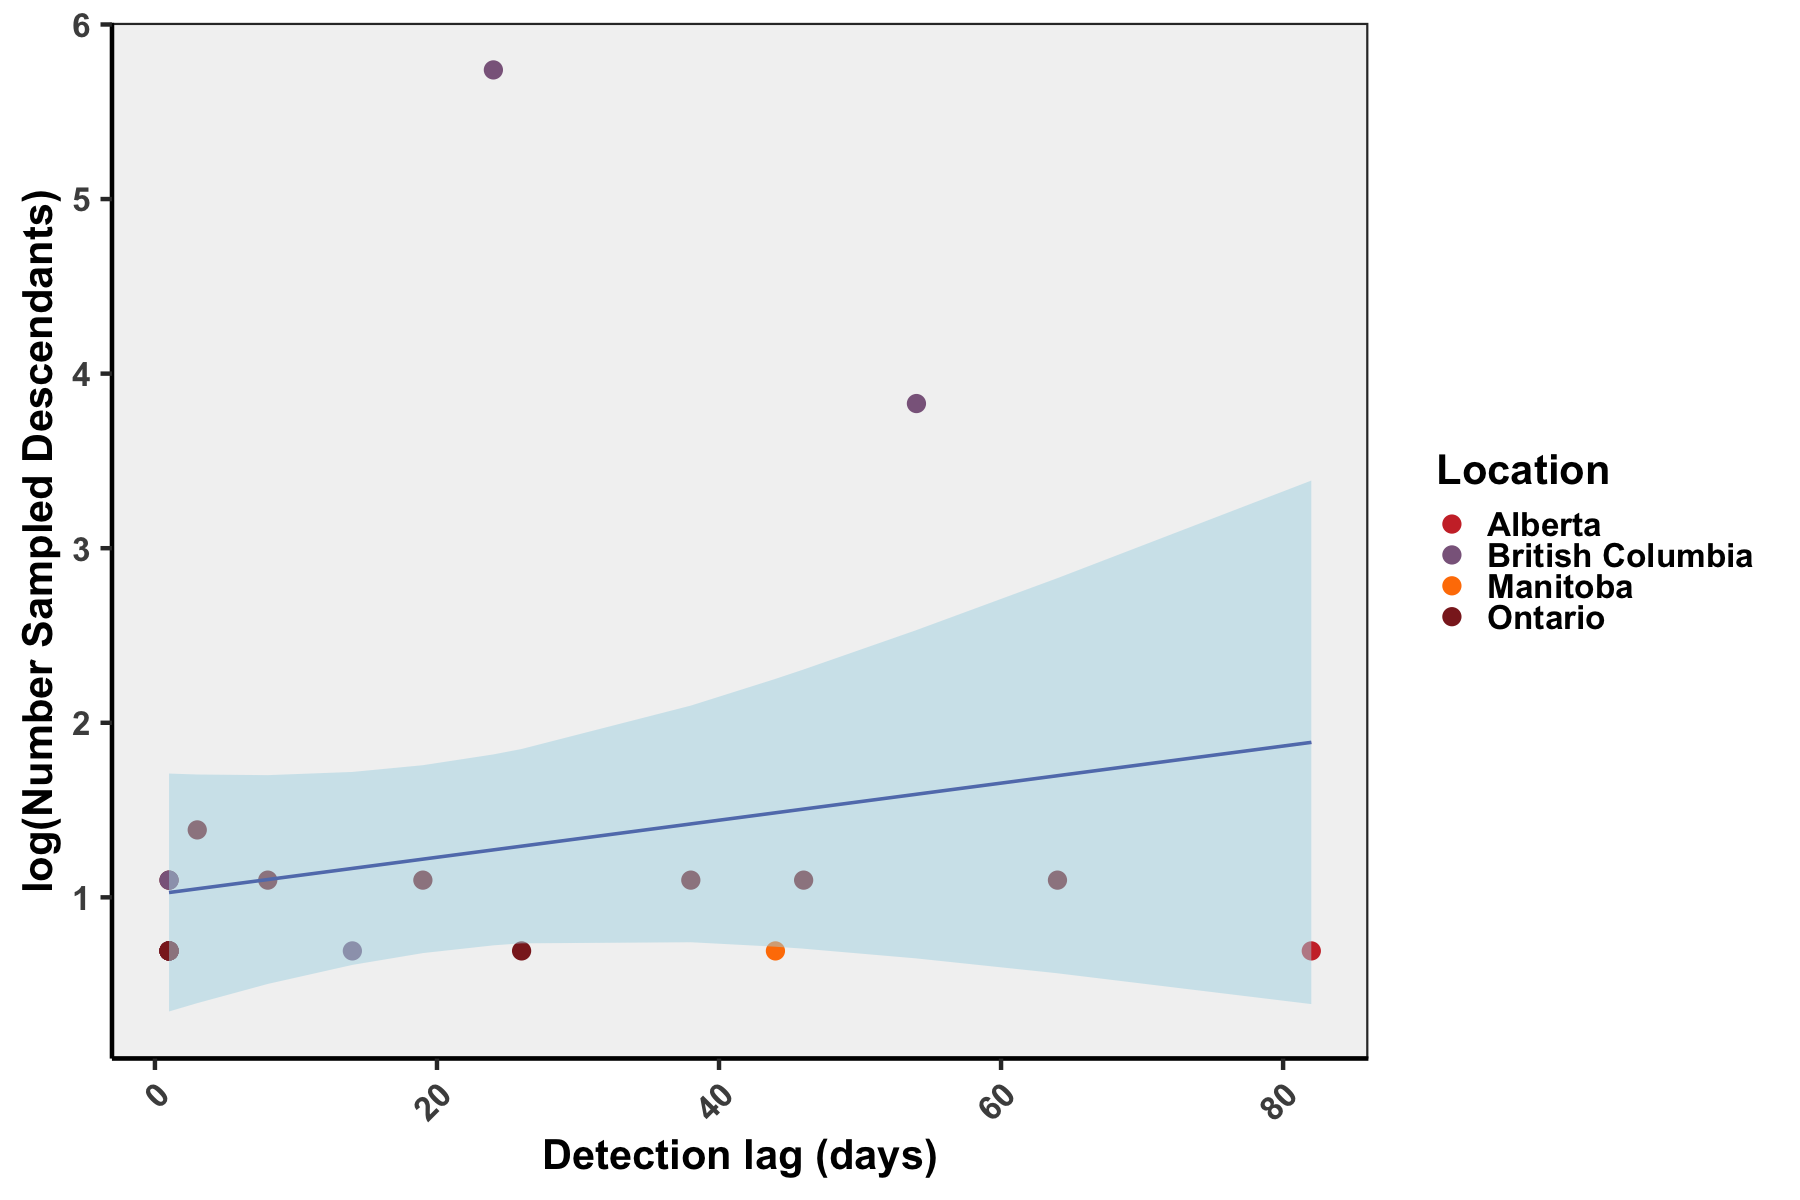 6
5
4
3
2
1
log(Number Sampled Descendants)
0
20
40
60
80
Detection lag (days)
Location
Alberta
British Columbia
Manitoba
Ontario